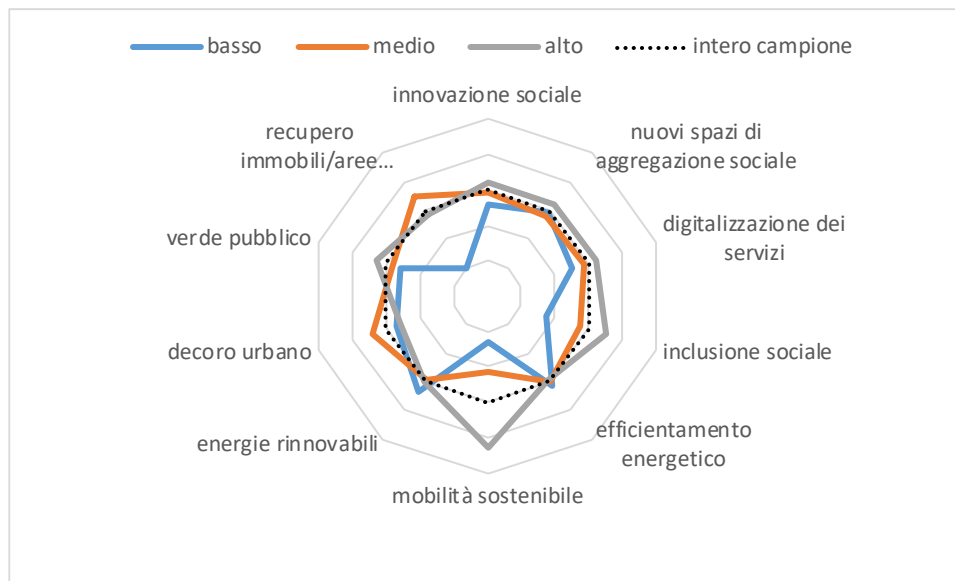 basso medio alto intero campione
innovazione sociale
nuovi spazi di
aggregazione sociale
digitalizzazione dei
servizi
inclusione sociale
efficientamento
energetico
mobilità sostenibile
energie rinnovabili
decoro urbano
verde pubblico
recupero
immobili/aree...